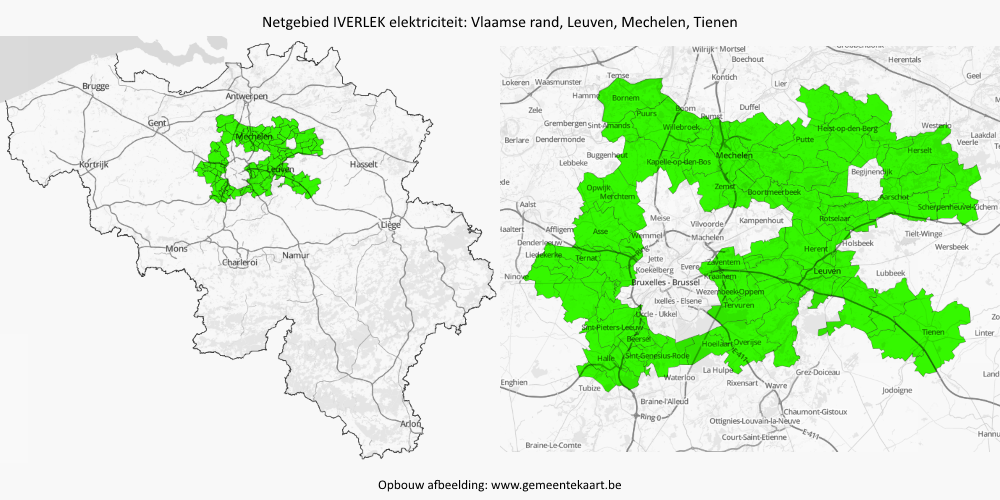 Netgebied IVERLEK elektriciteit: Vlaamse rand, Leuven, Mechelen, Tienen
Brugge
Antwerpen
Gent
Mechelen
Kortrijk
Leuven
Hasselt
Liège
Mons
Charleroi
Namur
Arlon
Wilrijk
Mortsel
Boechout
Herentals
Temse
Kontich
Lier
Geel
Lokeren
Waasmunster
Hamme
Bornem
Boom
Duffel
Zele
Puurs
Rumst
Grembergen
Sint-Amands
Willebroek
Heist-op-den-Berg
Westerlo
Laakdal
Berlare
Dendermonde
Putte
Veerle
Herselt
Buggenhout
Mechelen
Lebbeke
Kapelle-op-den-Bos
Begijnendijk
Opwijk
Zemst
Boortmeerbeek
Merchtem
Aarschot
Aalst
Scherpenheuvel-Zichem
Meise
Vilvoorde
Kampenhout
Rotselaar
Affligem
Asse
Wemmel
Machelen
Tielt-Winge
Denderleeuw
Holsbeek
Wersbeek
Liedekerke
Ternat
Jette
Zaventem
Herent
Koekelberg
Evere
Leuven
Lubbeek
Ninove
Kraainem
Bruxelles - Brussel
Wezembeek-Oppem
Ixelles - Elsene
Tervuren
Uccle - Ukkel
Sint-Pieters-Leeuw
Tienen
Linter
Beersel
Hoeilaart
Overijse
Halle
Sint-Genesius-Rode
E-411
La Hulpe
Grez-Doiceau
Enghien
Waterloo
Rixensart
Wavre
Tubize
Jodoigne
Braine-l'Alleud
Chaumont-Gistoux
Ring 0
Ottignies-Louvain-la-Neuve
Court-Saint-Etienne
E-411
Braine-Le-Comte
Opbouw afbeelding: www.gemeentekaart.be